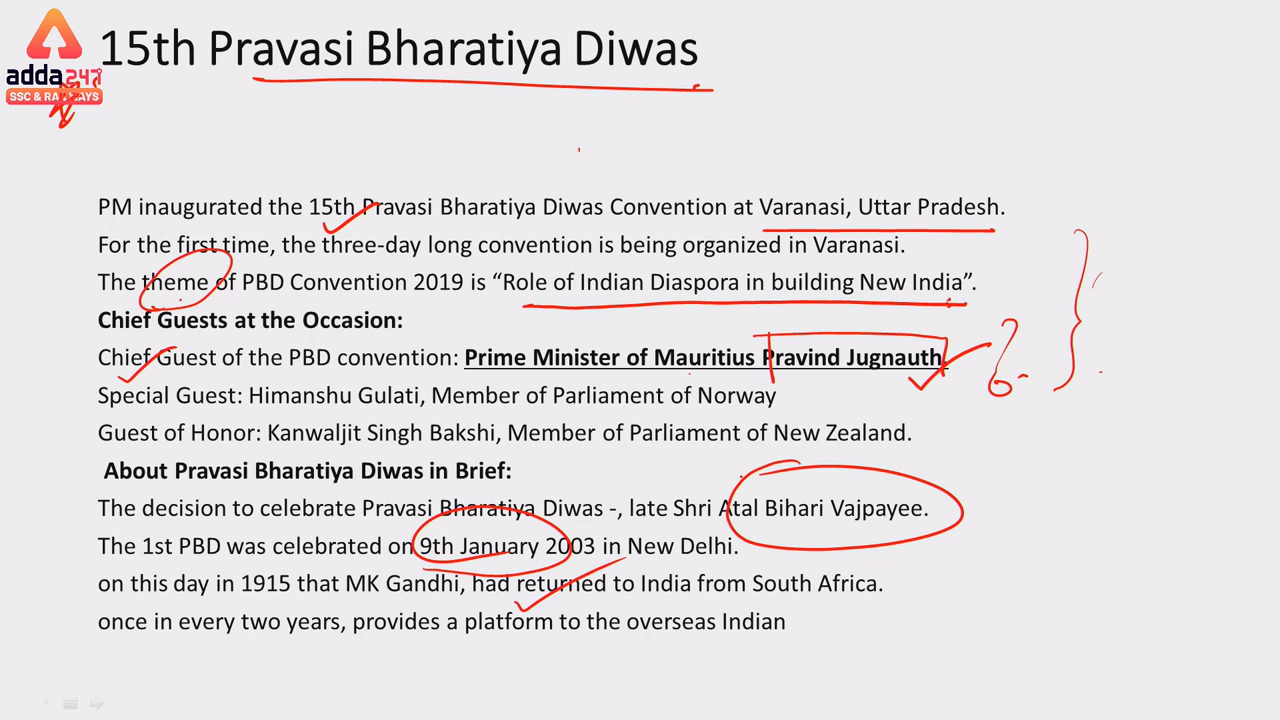 adda247
SSC & RAILWAYS
15th Pravasi Bharatiya Diwas
PM inaugurated the 15th Pravasi Bharatiya Diwas Convention at Varanasi, Uttar Pradesh.
For the first time, the three-day long convention is being organized in Varanasi.
The theme of PBD Convention 2019 is “Role of Indian Diaspora in building New India”.
Chief Guests at the Occasion:
Chief Guest of the PBD convention: Prime Minister of Mauritius Pravind Jugnauth.
Special Guest: Himanshu Gulati, Member of Parliament of Norway
Guest of Honor: Kanwaljit Singh Bakshi, Member of Parliament of New Zealand.
About Pravasi Bharatiya Diwas in Brief:
The decision to celebrate Pravasi Bharatiya Diwas -, late Shri Atal Bihari Vajpayee.
The 1st PBD was celebrated on 9th January 2003 in New Delhi.
on this day in 1915 that MK Gandhi, had returned to India from South Africa.
once in every two years, provides a platform to the overseas Indian